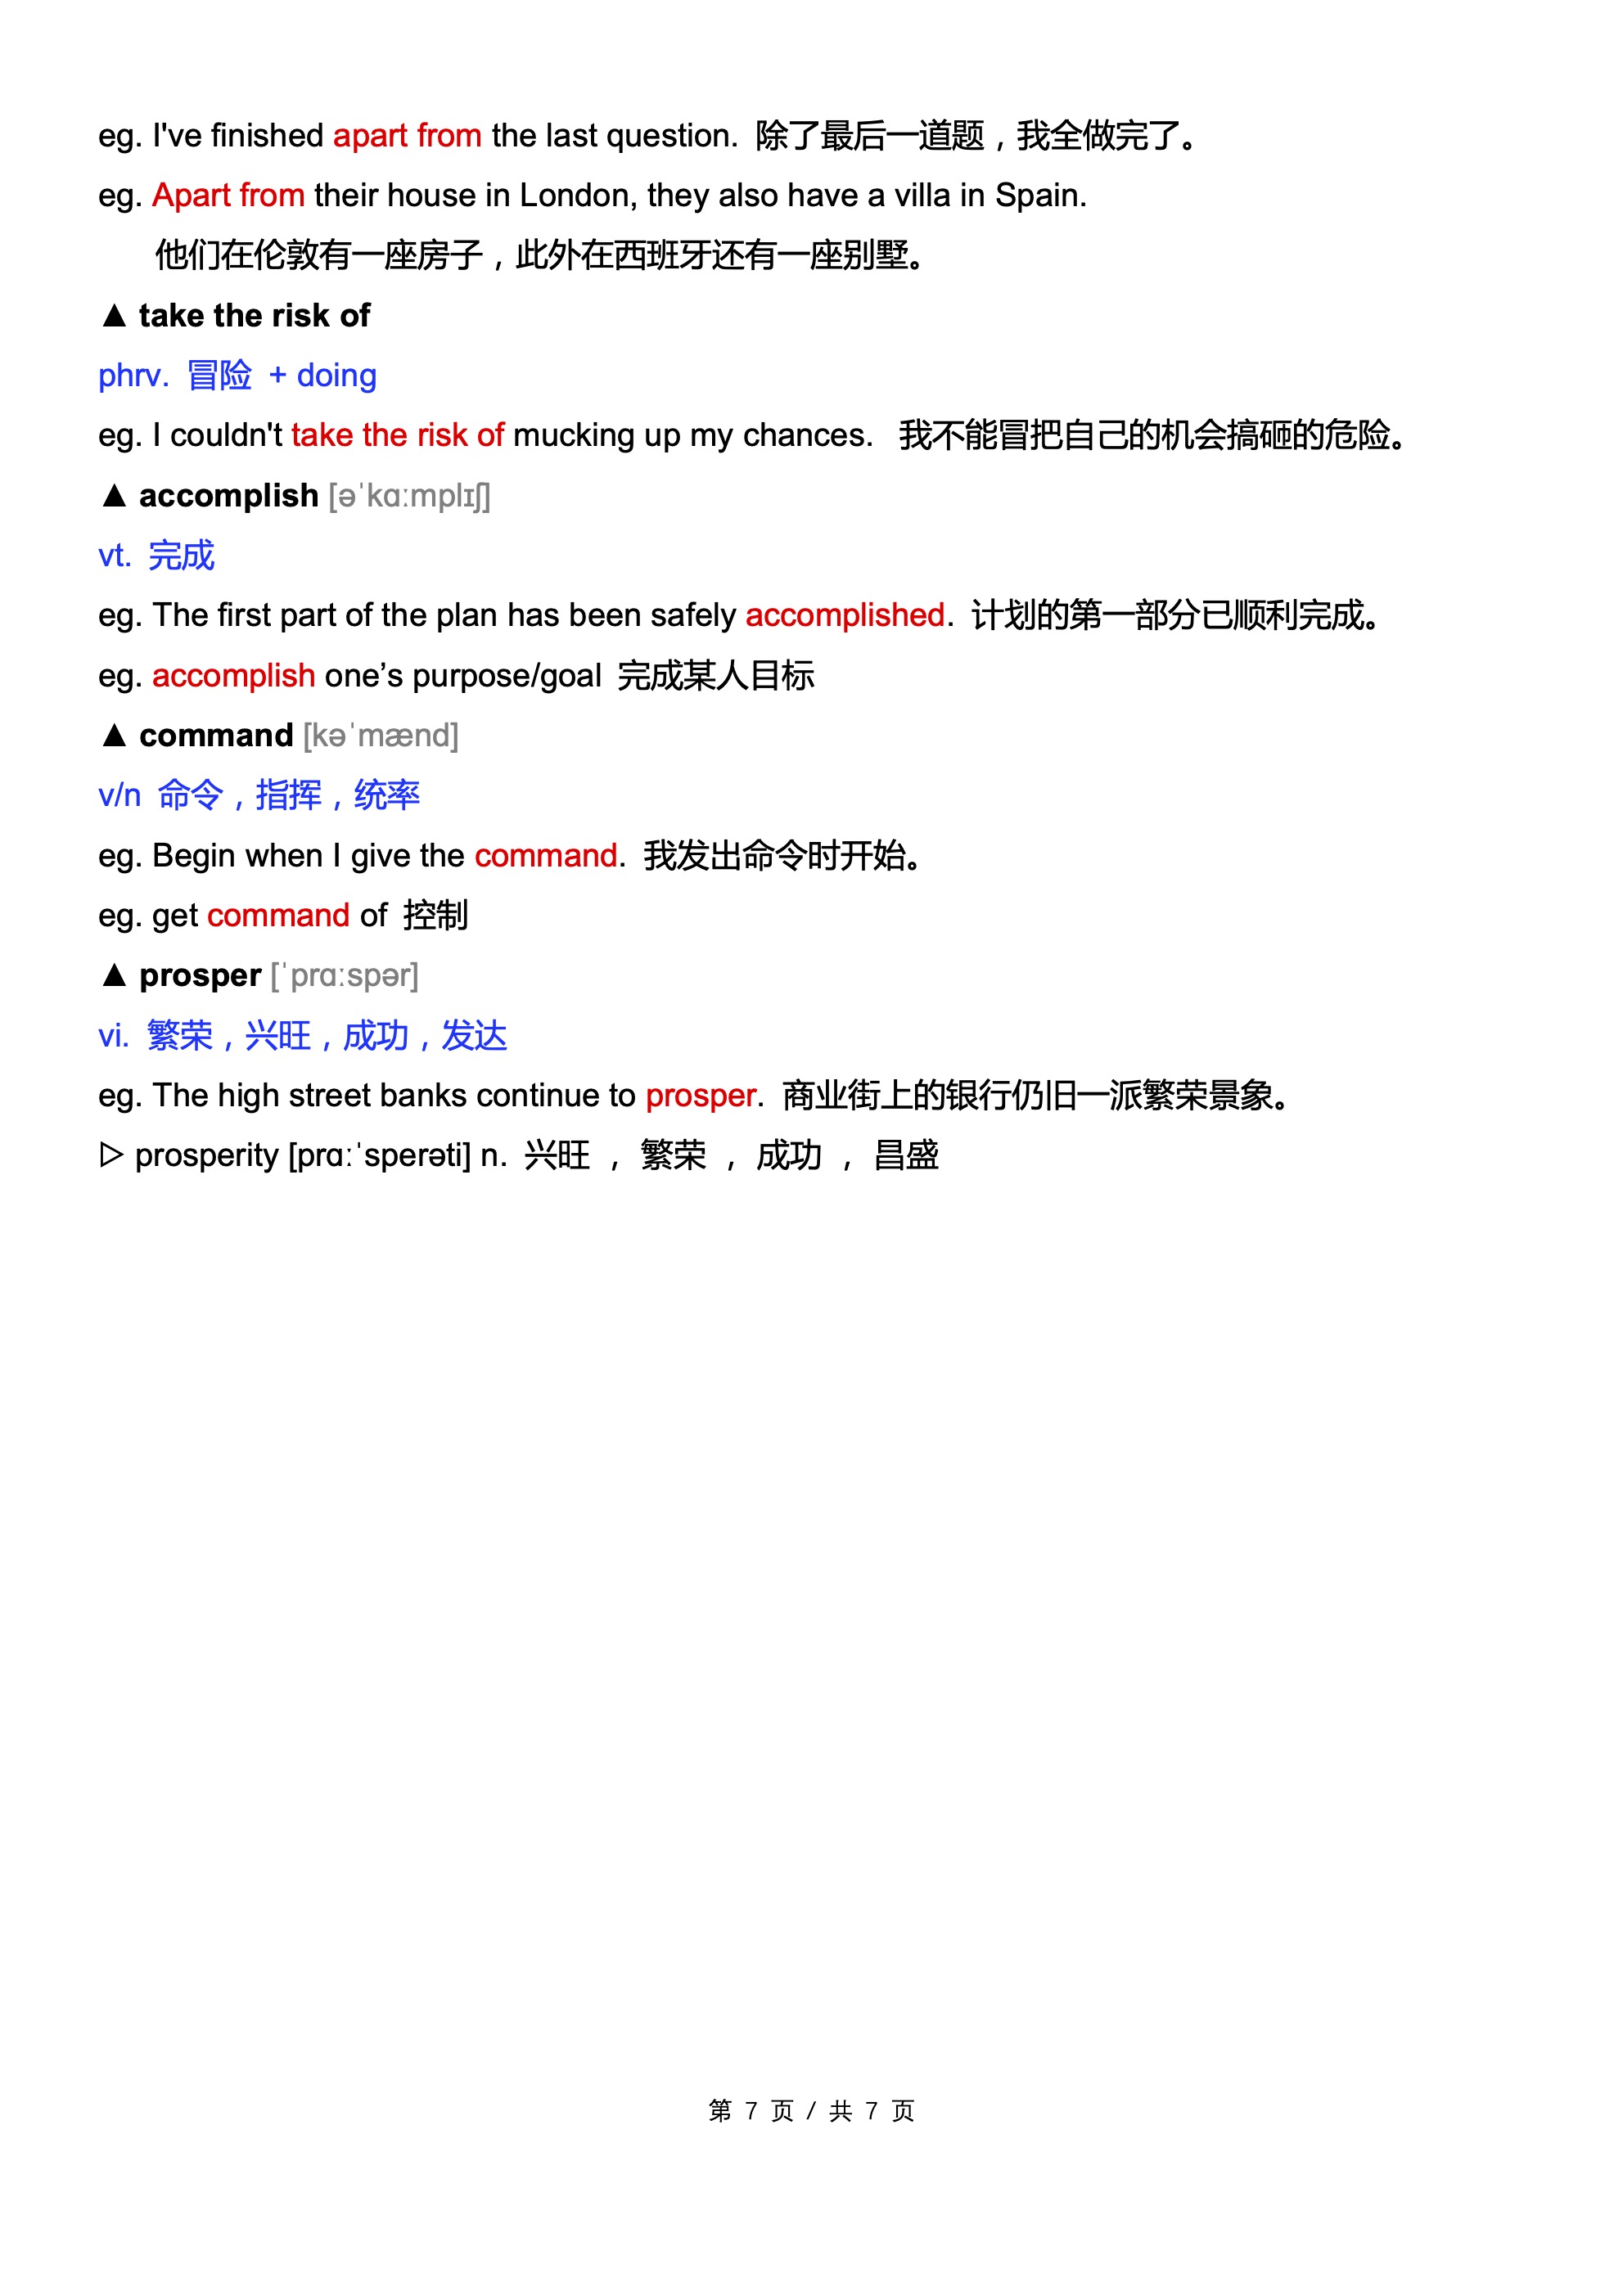 eg. I've finished apart from the last question. 除了最后一道题，我全做完了。
eg. Apart from their house in London, they also have a villa in Spain.
他们在伦敦有一座房子，此外在西班牙还有一座别墅。
▲ take the risk of
phrv. 冒险 + doing
eg. I couldn't take the risk of mucking up my chances. 我不能冒把自己的机会搞砸的危险。
▲ accomplish [əˈkɑːmplɪʃ]
vt. 完成
eg. The first part of the plan has been safely accomplished. 计划的第一部分已顺利完成。
eg. accomplish one’s purpose/goal 完成某人目标
▲ command [kəˈmænd]
v/n 命令，指挥，统率
eg. Begin when I give the command. 我发出命令时开始。
eg. get command of 控制
▲ prosper [ˈprɑːspər]
vi. 繁荣，兴旺，成功，发达
eg. The high street banks continue to prosper. 商业街上的银行仍旧一派繁荣景象。
▷ prosperity [prɑːˈsperəti] n. 兴旺 ， 繁荣 ， 成功 ， 昌盛
第 7 页 / 共 7 页